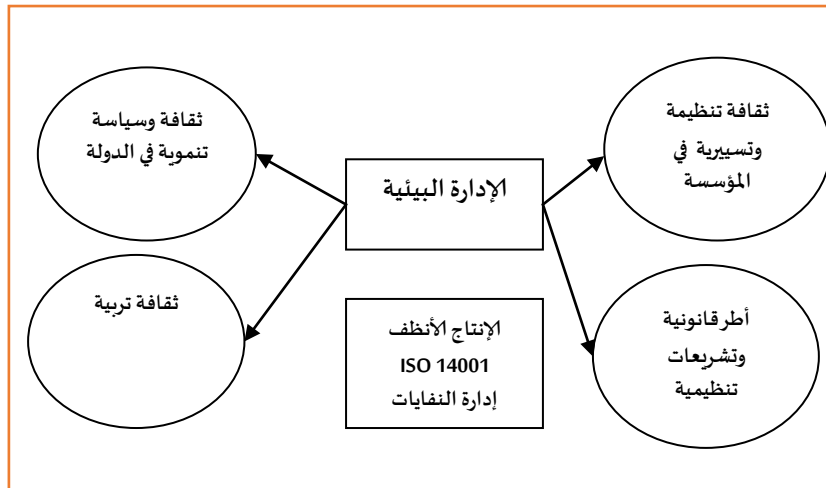 ثقافة تنظيمة
وتسييرية في
المؤسسة
ثقافة وسياسة
تنموية في الدولة
الإدارة البيئية
أطر قانونية
وتشريعات
تنظيمية
ثقافة تربية
الإنتاج الأنظف
ISO 14001
إدارة النفايات